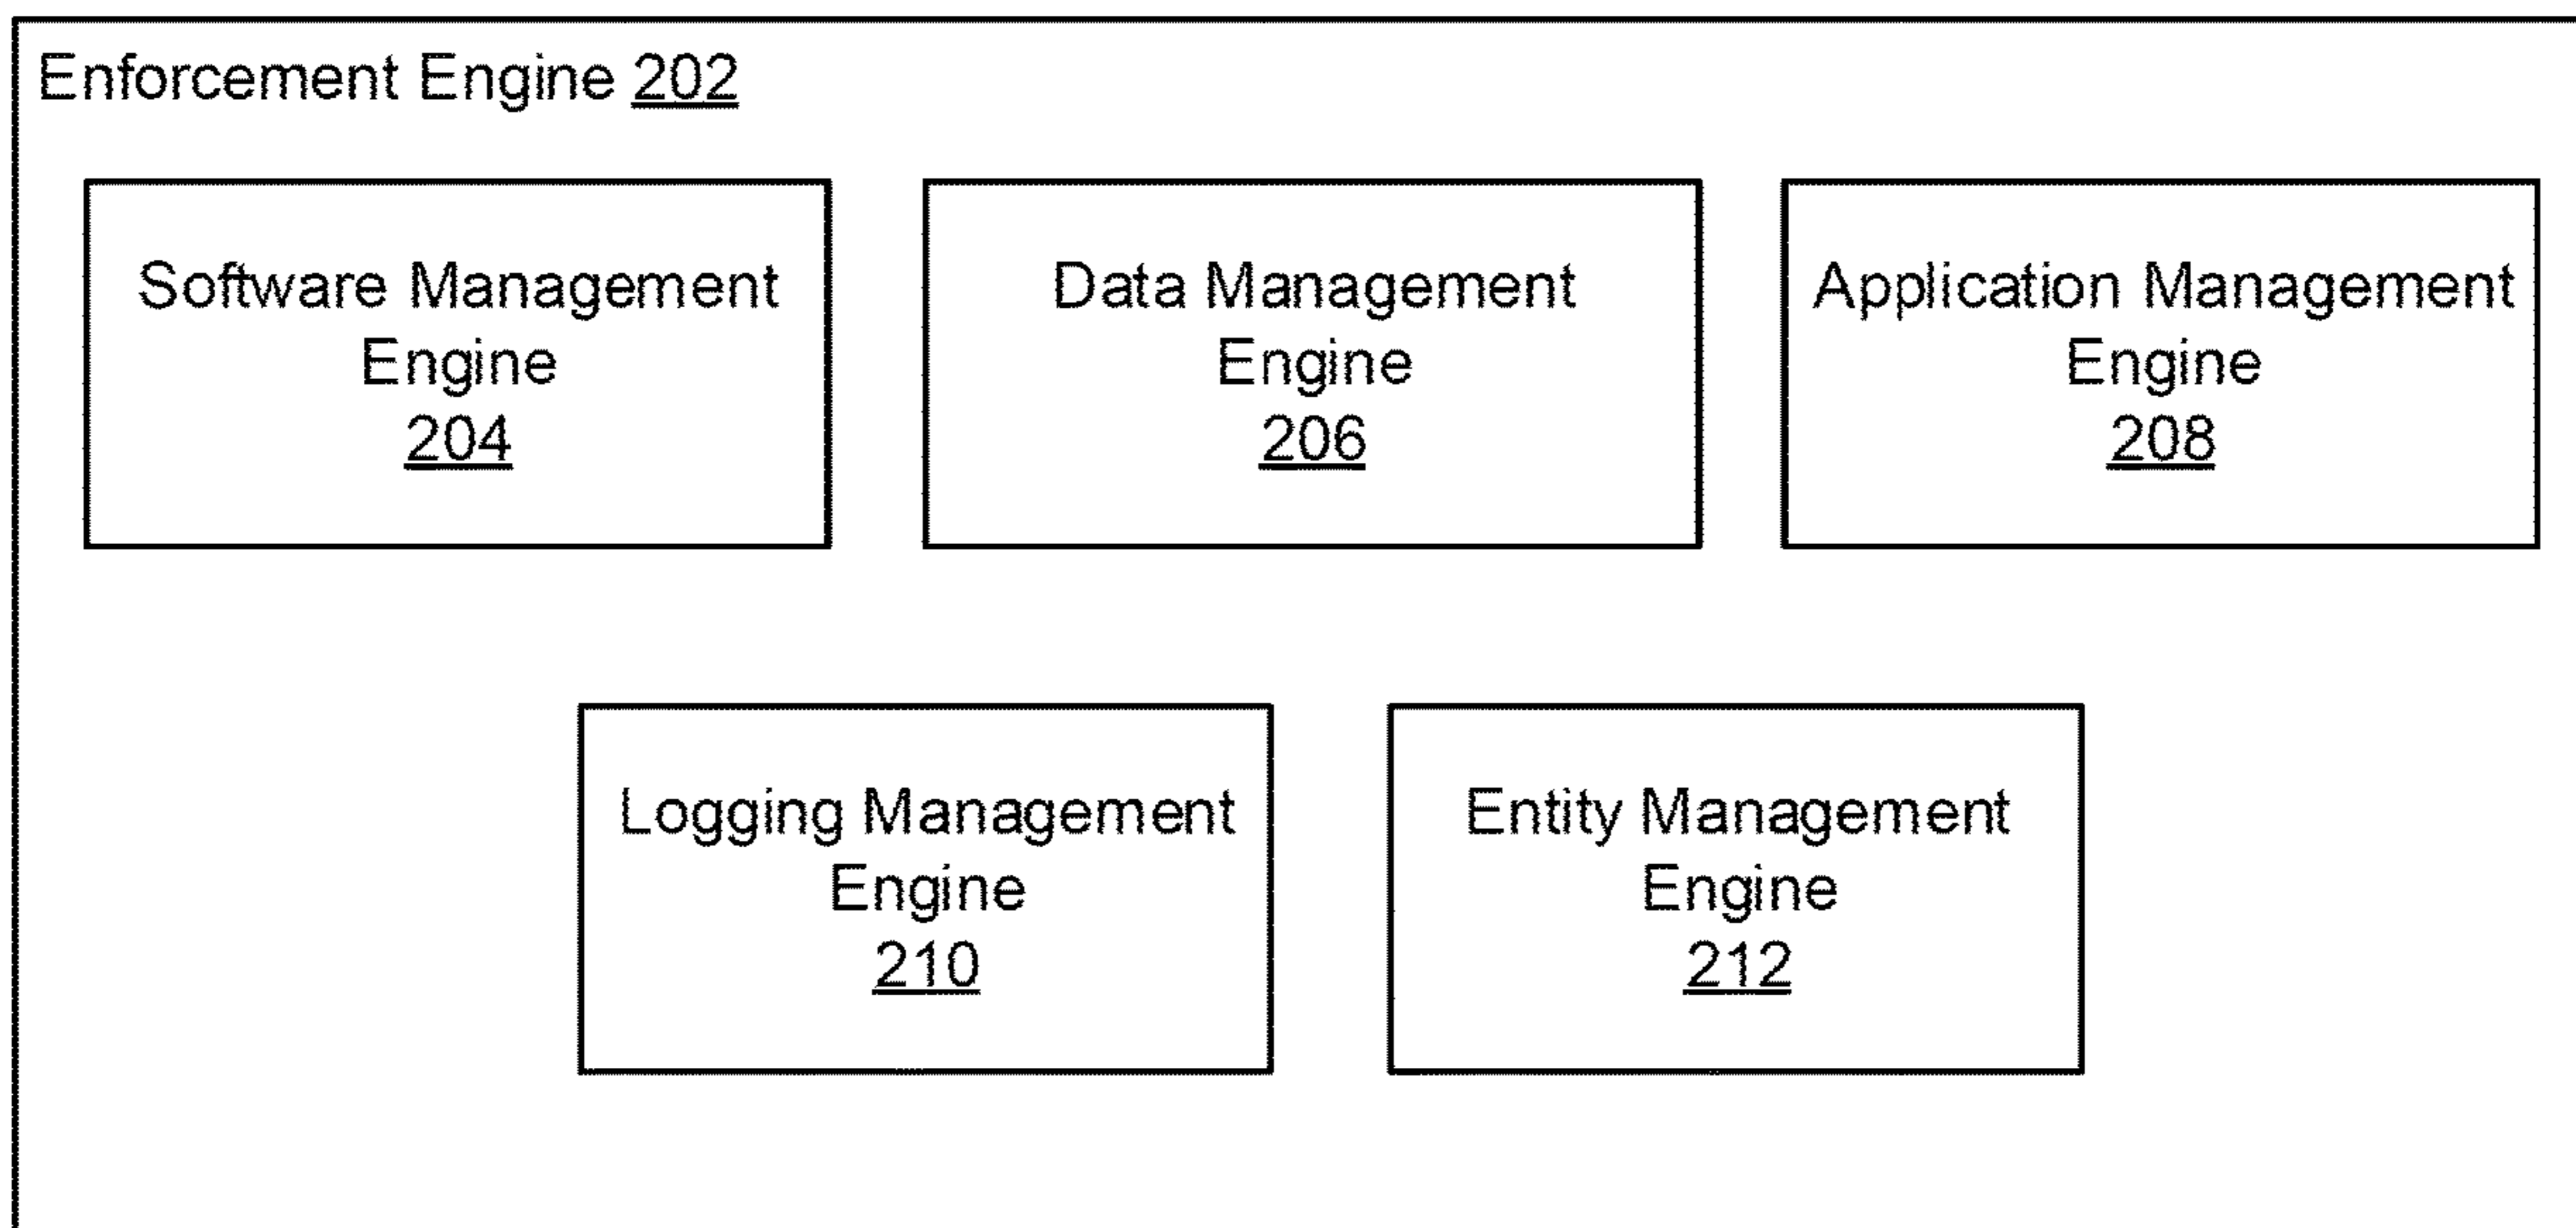 Enforcement Engine 202
Software Management
Engine
204
Data Management
Engine
206
Application Management
Engine
208
Logging Management
Engine
210
Entity Management
Engine
212